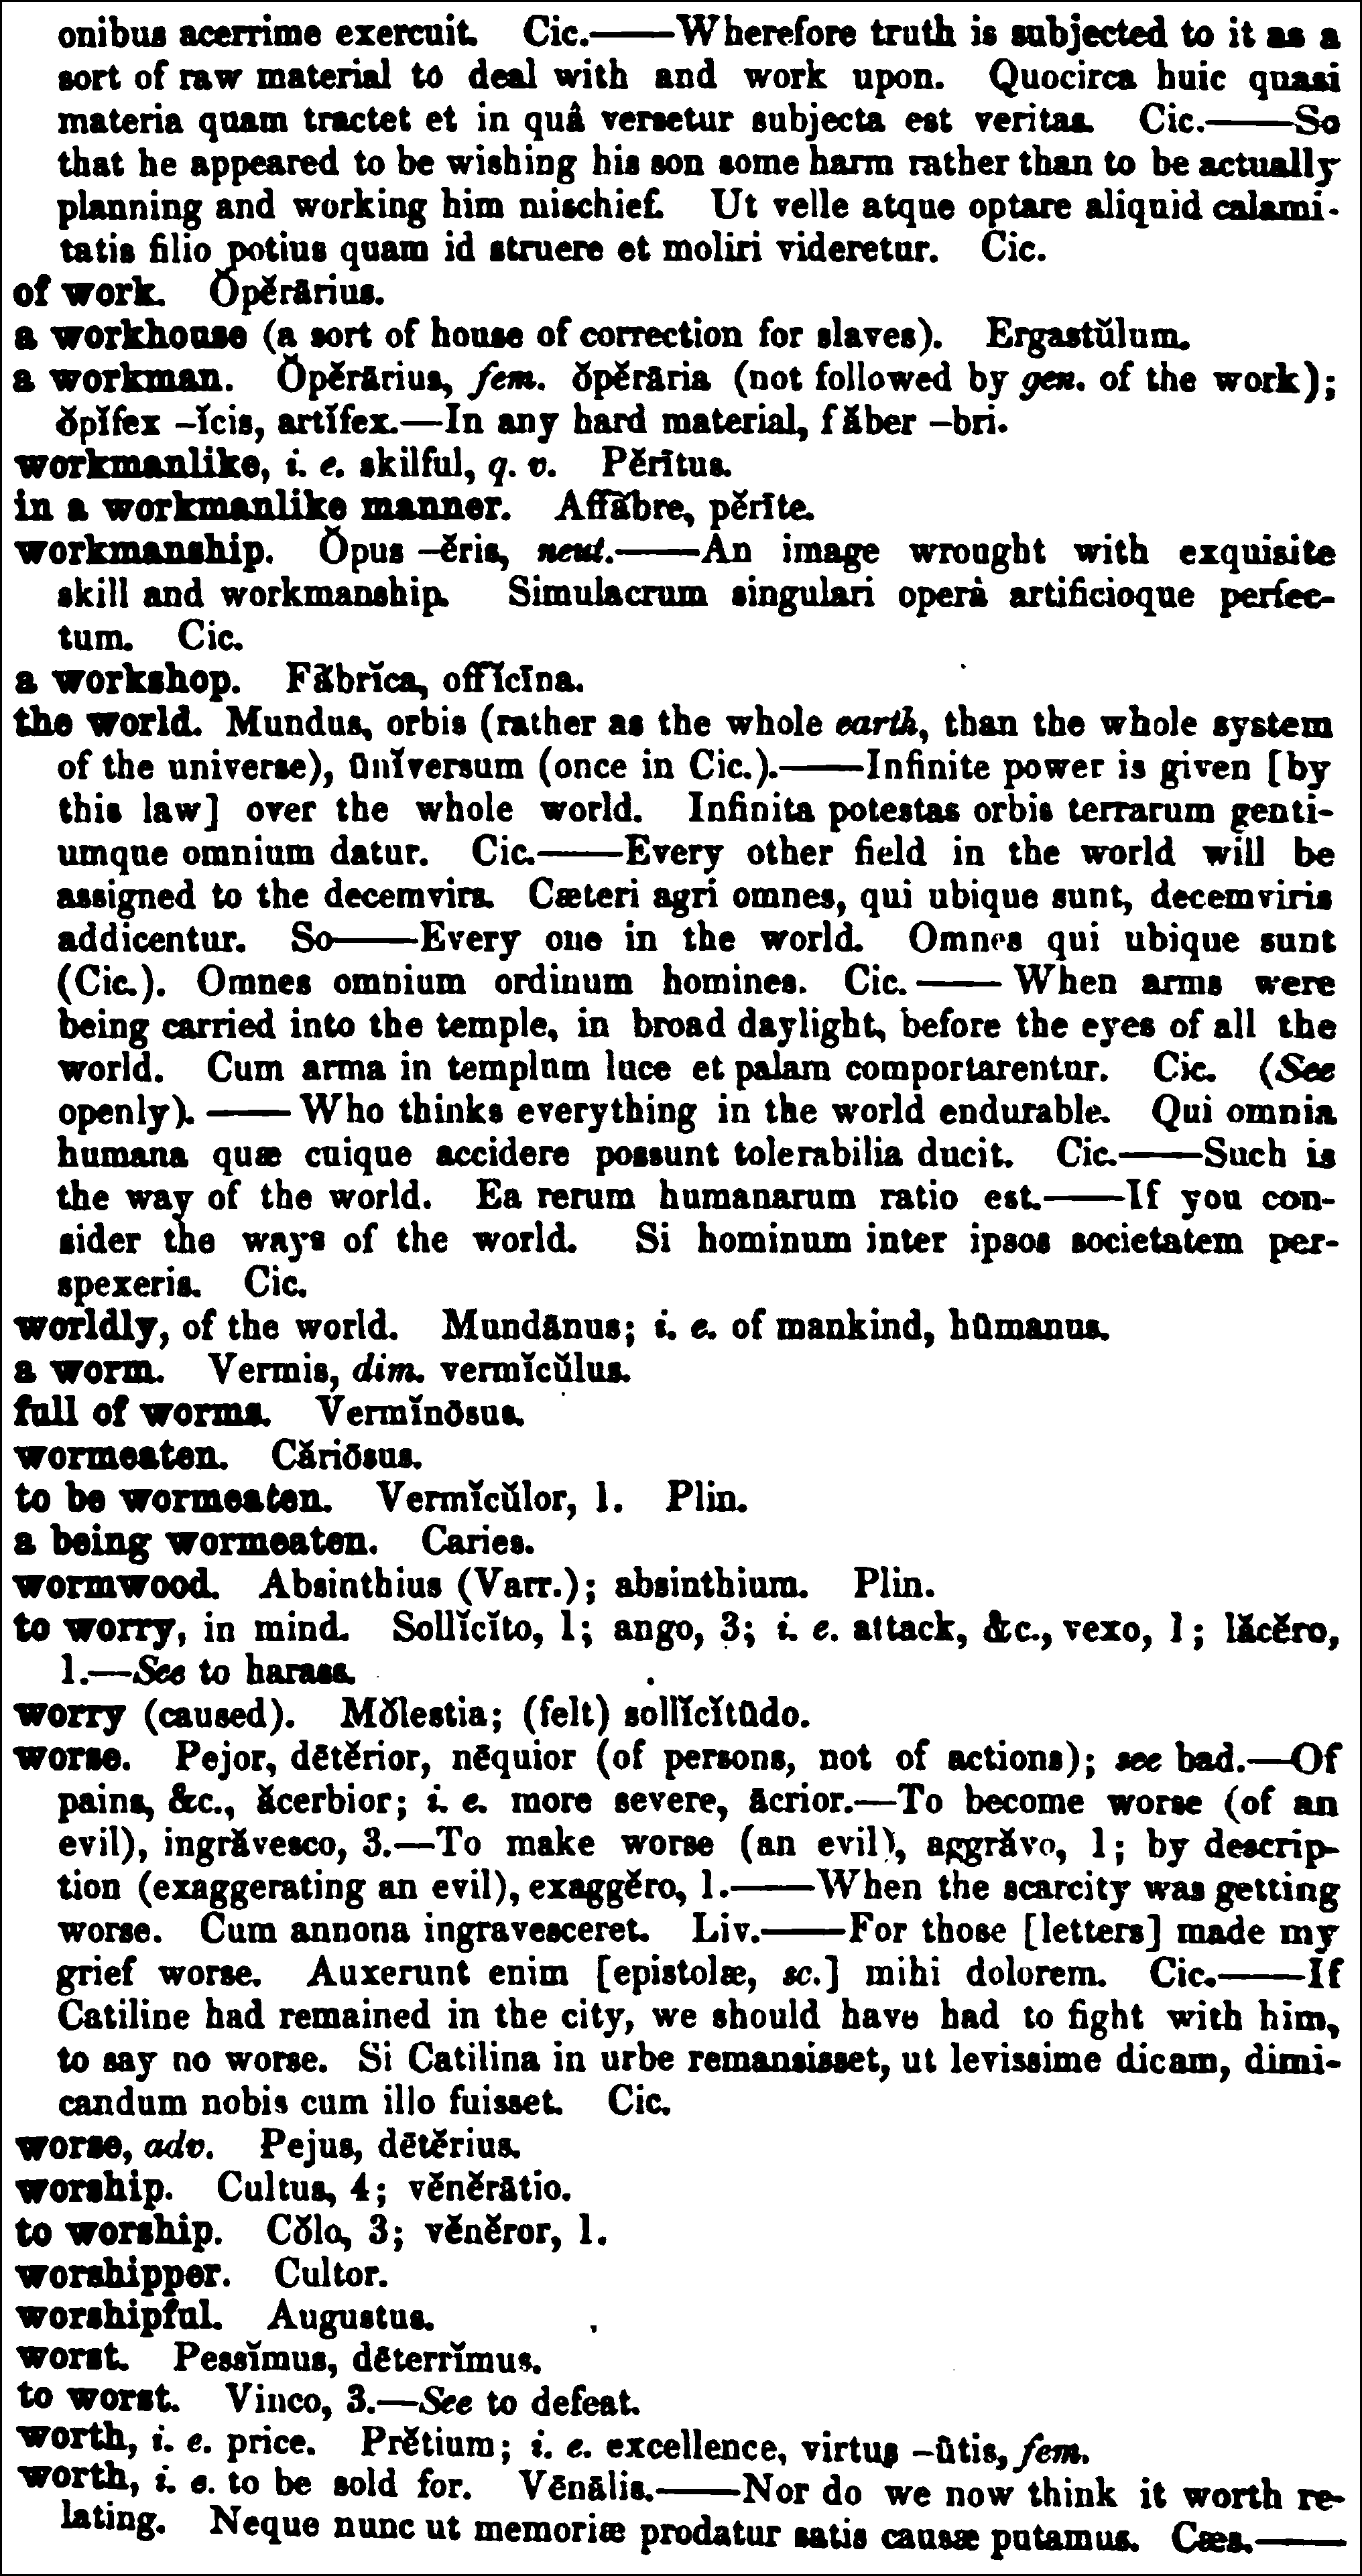 onibus acerrime exercuit. Cic.——Wherefore truth is subjected to it as a
sort of raw material to deal with and work upon. Quocirca huic quasi
materia quam tractet et in quâ versetur subjecta est veritas. Cic.——So
that he appeared to be wishing his son some harm rather than to be actually
planning and working him mischief. Ut velle atque optare aliquid calami-
tatis filio potius quam id struere et moliri videretur. Cic.
of work. Ŏpĕrārius.
a workhouse (a sort of house of correction for slaves). Ergastŭlum.
a workman. Ŏpĕrārius, fem. ŏpĕrāria (not followed by gen. of the work);
ŏpĭfex -ĭcis, artĭfex.—In any hard material, făber -bri.
workmanlike, i. e. skilful, q. v. Pĕrītus.
in a workmanlike manner. Affăbre, pĕrīte.
workmanship. Ŏpus -ĕris, neut.——An image wrought with exquisite
skill and workmanship. Simulacrum singulari operâ artificioque perfec-
tum. Cic.
a workshop. Făbrĭca, offĭcīna.
the world. Mundus, orbis (rather as the whole earth, than the whole system
of the universe), ūnĭversum (once in Cic.).——Infinite power is given [by
this law] over the whole world. Infinita potestas orbis terrarum genti-
umque omnium datur. Cic.——Every other field in the world will be
assigned to the decemvirs. Cæteri agri omnes, qui ubique sunt, decemviris
addicentur. So——Every one in the world. Omnes qui ubique sunt
(Cic.). Omnes omnium ordinum homines. Cic.——When arms were
being carried into the temple, in broad daylight, before the eyes of all the
world. Cum arma in templum luce et palam comportarentur. Cic. (See
openly).——Who thinks everything in the world endurable. Qui omnia
humana quæ cuique accidere possunt tolerabilia ducit. Cic.——Such is
the way of the world. Ea rerum humanarum ratio est.——If you con-
sider the ways of the world. Si hominum inter ipsos societatem per-
spexeris. Cic.
worldly, of the world. Mundānus; i. e. of mankind, hūmanus.
a worm. Vermis, dim. vermĭcŭlus.
full of worms. Vermĭnōsus.
wormeaten. Căriōsus.
to be wormeaten. Vermĭcŭlor, 1. Plin.
a being wormeaten. Caries.
wormwood. Absinthius (Varr.); absinthium. Plin.
to worry, in mind. Sollĭcĭto, 1; ango, 3; i. e. attack, &c., vexo, 1; lăcĕro,
1.—See to harass.
worry (caused). Mŏlestia; (felt) sollĭcĭtūdo.
worse. Pejor, dētĕrior, nēquior (of persons, not of actions); see bad.—Of
pains, &c., ăcerbior; i. e. more severe, ācrior.—To become worse (of an
evil), ingrăvesco, 3.—To make worse (an evil), aggrăvo, 1; by descrip-
tion (exaggerating an evil), exaggĕro, 1.——When the scarcity was getting
worse. Cum annona ingravesceret. Liv.——For those [letters] made my
grief worse. Auxerunt enim [epistolæ, sc.] mihi dolorem. Cic.——If
Catiline had remained in the city, we should have had to fight with him,
to say no worse. Si Catilina in urbe remansisset, ut levissime dicam, dimi-
candum nobis cum illo fuisset. Cic.
worse, adv. Pejus, dētĕrius.
worship. Cultus, 4; vĕnĕrātio.
to worship. Cŏlo, 3; vĕnĕror, 1.
worshipper. Cultor.
worshipful. Augustus.
worst. Pessĭmus, dēterrĭmus.
to worst. Vinco, 3.—See to defeat.
worth, i. e. price. Prĕtium; i. e. excellence, virtus -ūtis, fem.
worth, i. e. to be sold for. Vēnālis.——Nor do we now think it worth re-
lating. Neque nunc ut memoriæ prodatur satis causæ putamus. Cæs.——